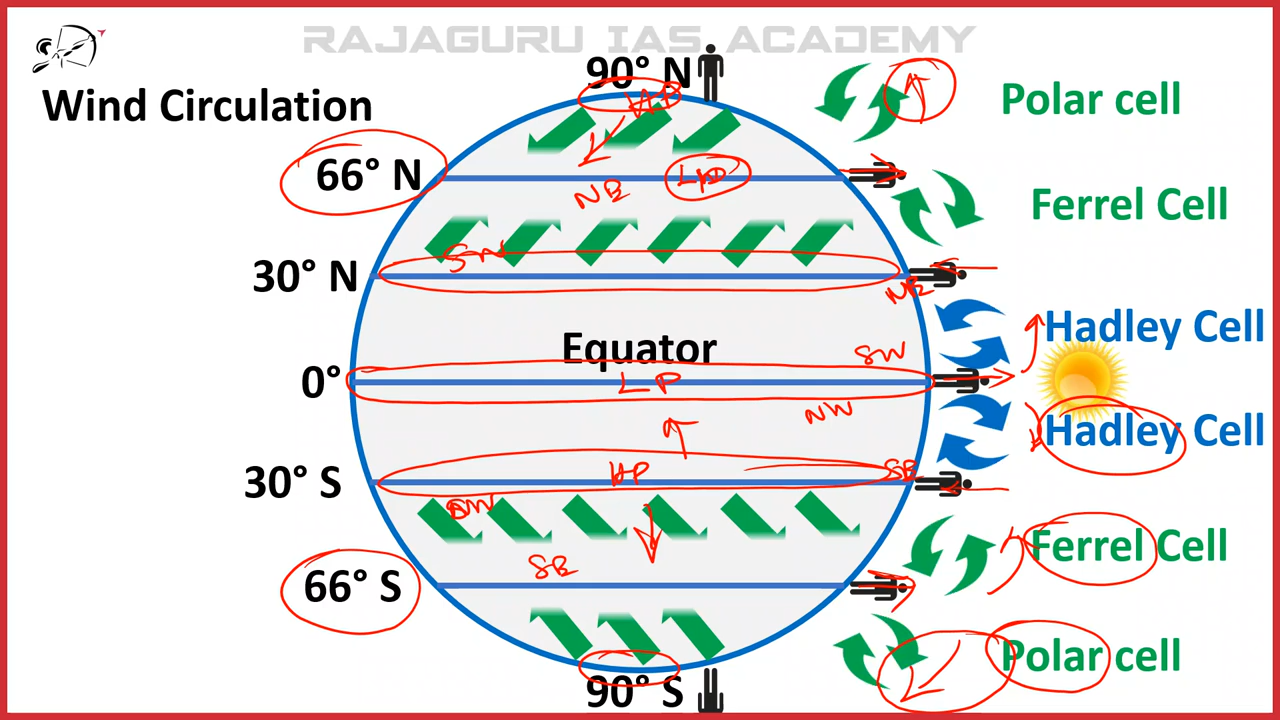 RAJAGURU IAS ACADEMY
Wind Circulation
90° N
HP
Polar cell
66° N
LP
NE
Ferrel Cell
SW
30° N
NE
Hadley Cell
Equator
SW
0°
LP
NW
Hadley Cell
HP
SE
30° S
NW
Ferrel Cell
SE
66° S
Polar cell
90° S